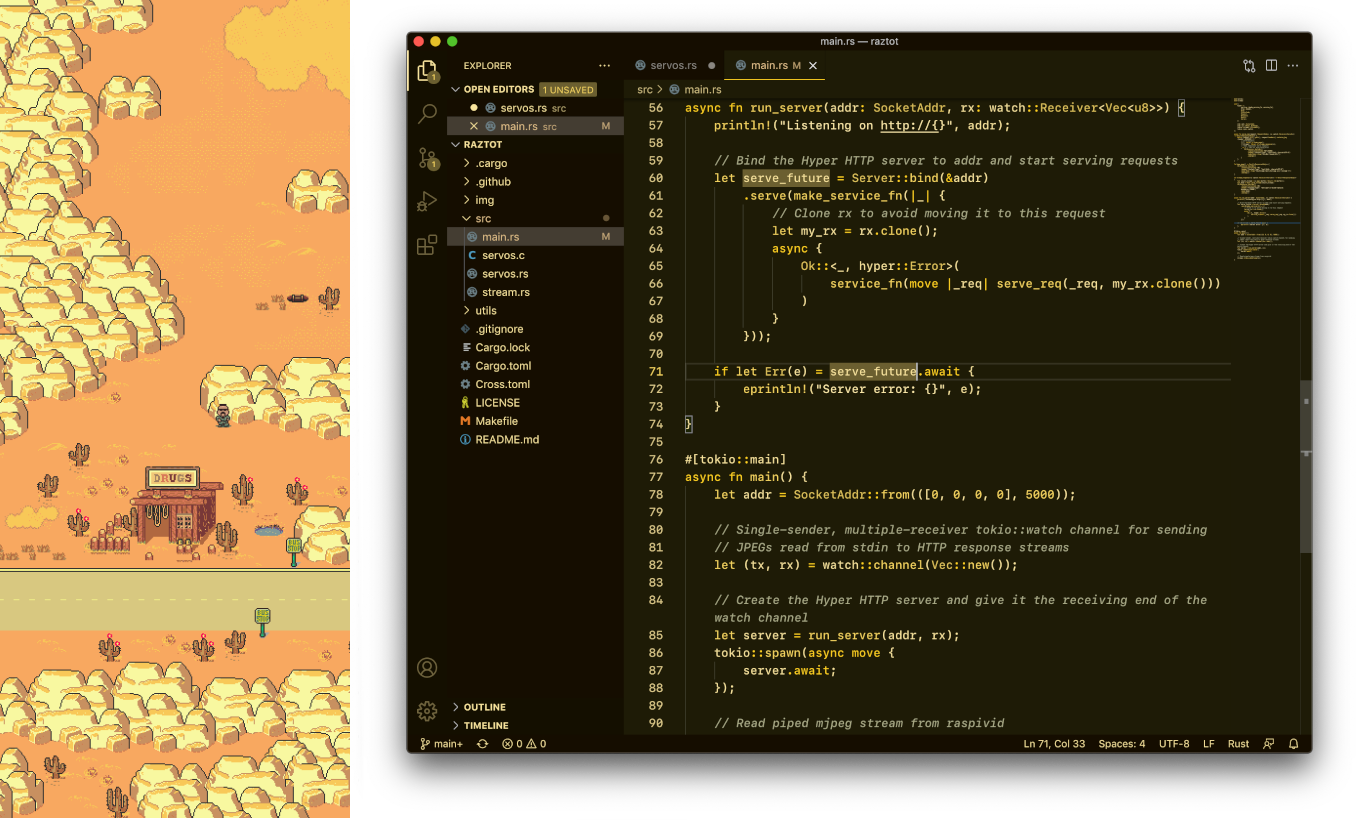 DRUGS
BUS
STOP
main.rs — raztot
EXPLORER
servos.rs
main.rs M
1
OPEN EDITORS 1 UNSAVED
servos.rs src
main.rs src M
RAZTOT
.cargo
.github
img
src
main.rs M
servos.c
servos.rs
stream.rs
utils
.gitignore
Cargo.lock
Cargo.toml
Cross.toml
LICENSE
Makefile
README.md
OUTLINE
TIMELINE
1
src > main.rs
56 async fn run_server(addr: SocketAddr, rx: watch::Receiver<Vec<u8>>) {
57 println!("Listening on http://{}", addr);
58
59 // Bind the Hyper HTTP server to addr and start serving requests
60 let serve_future = Server::bind(&addr)
61 .serve(make_service_fn(|_| {
62 // Clone rx to avoid moving it to this request
63 let my_rx = rx.clone();
64 async {
65 Ok::<_, hyper::Error>(
66 service_fn(move |_req| serve_req(_req, my_rx.clone()))
67 )
68 }
69 }));
70
71 if let Err(e) = serve_future.await {
72 eprintln!("Server error: {}", e);
73 }
74 }
75
76 #[tokio::main]
77 async fn main() {
78 let addr = SocketAddr::from(([0, 0, 0, 0], 5000));
79
80 // Single-sender, multiple-receiver tokio::watch channel for sending
81 // JPEGs read from stdin to HTTP response streams
82 let (tx, rx) = watch::channel(Vec::new());
83
84 // Create the Hyper HTTP server and give it the receiving end of the
watch channel
85 let server = run_server(addr, rx);
86 tokio::spawn(async move {
87 server.await;
88 });
89
90 // Read piped mjpeg stream from raspivid
main+ 0 0 Ln 71, Col 33 Spaces: 4 UTF-8 LF Rust